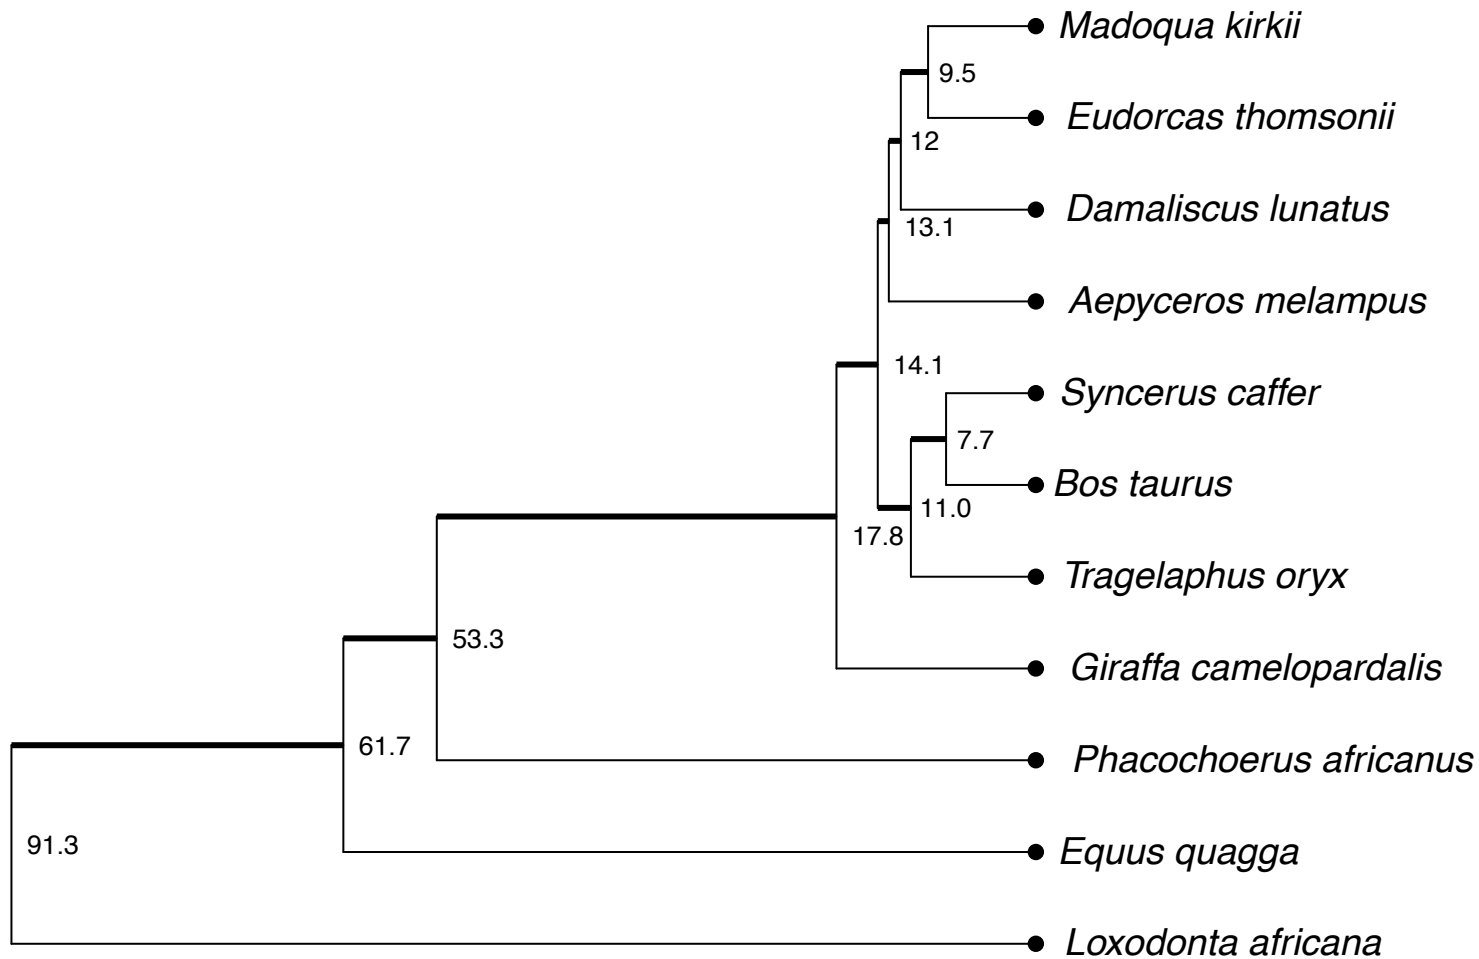 Madoqua kirkii
9.5
Eudorcas thomsonii
12
Damaliscus lunatus
13.1
Aepyceros melampus
14.1
Syncerus caffer
7.7
Bos taurus
11.0
17.8
Tragelaphus oryx
53.3
Giraffa camelopardalis
61.7
Phacochoerus africanus
91.3
Equus quagga
Loxodonta africana